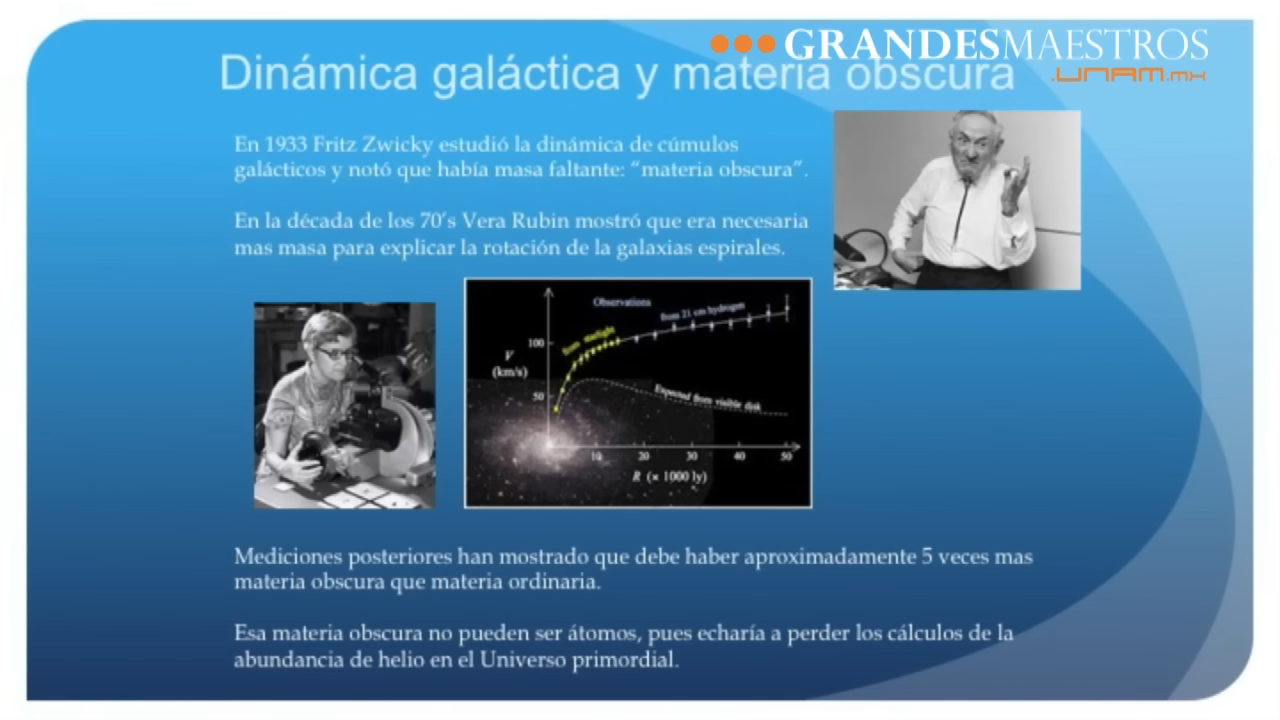 GRANDESMAESTROS
.UNAM.MX
Dinámica galáctica y materia obscura
En 1933 Fritz Zwicky estudió la dinámica de cúmulos
galácticos y notó que había masa faltante: “materia obscura”.
En la década de los 70’s Vera Rubin mostró que era necesaria
mas masa para explicar la rotación de la galaxias espirales.
Observations
from 21 cm hydrogen
from starlight
100
V
(km/s)
50
Expected from visible disk
10 20 30 40 50
R (× 1000 ly)
Mediciones posteriores han mostrado que debe haber aproximadamente 5 veces mas
materia obscura que materia ordinaria.
Esa materia obscura no pueden ser átomos, pues echaría a perder los cálculos de la
abundancia de helio en el Universo primordial.